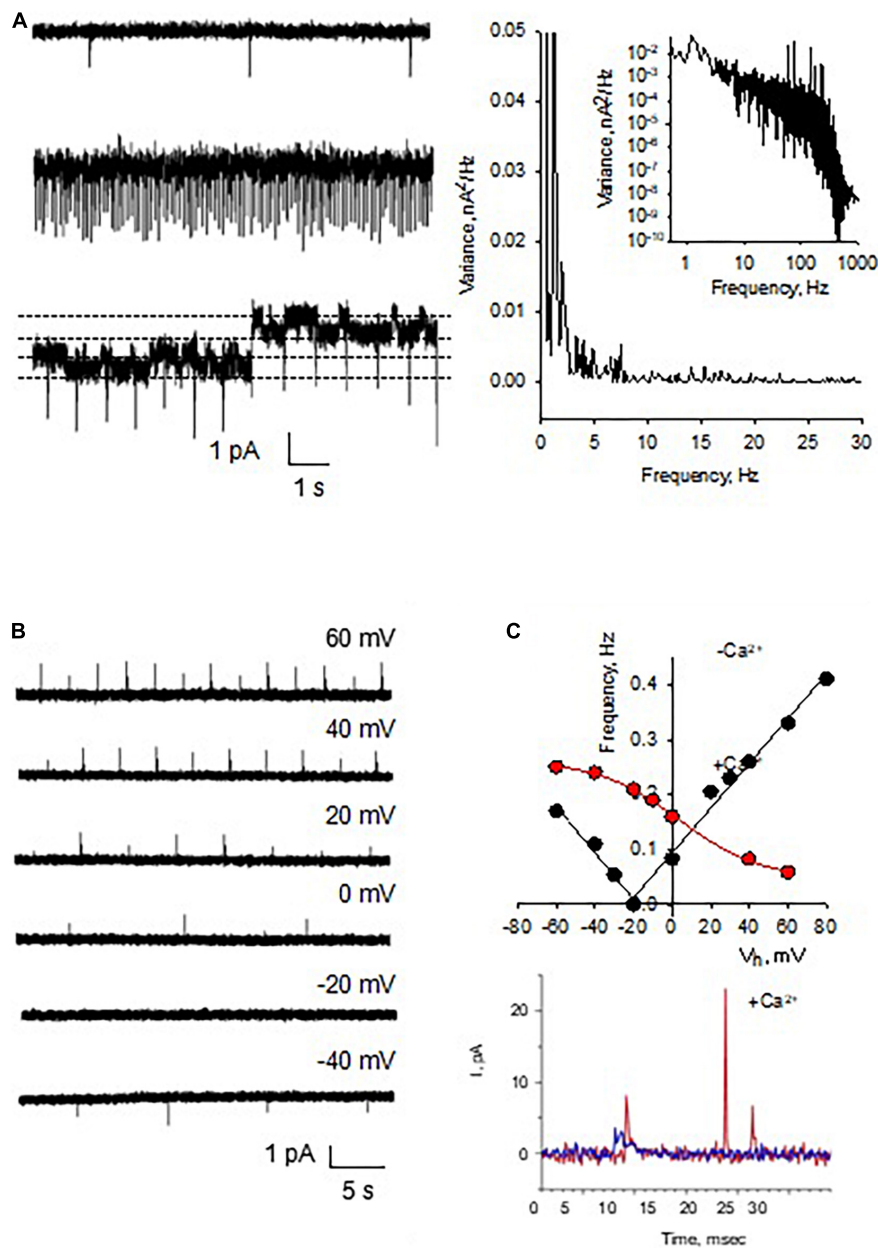 A
1 pA
1 s
Variance, nA²/Hz
0.05
0.04
0.03
0.02
0.01
0.00
0 5 10 15 20 25 30
Frequency, Hz
Variance, nA2/Hz
10⁻²
10⁻³
10⁻⁴
10⁻⁵
10⁻⁶
10⁻⁷
10⁻⁸
10⁻⁹
10⁻¹⁰
1 10 100 1000
Frequency, Hz
B
60 mV
40 mV
20 mV
0 mV
-20 mV
-40 mV
1 pA
5 s
C
Frequency, Hz
-Ca²⁺
0.4
0.3
+Ca²⁺
0.1
0
-80 -60 -40 -20 0 20 40 60 80
Vh, mV
+Ca²⁺
I, pA
20
10
0
0 5 10 15 20 25 30
Time, msec